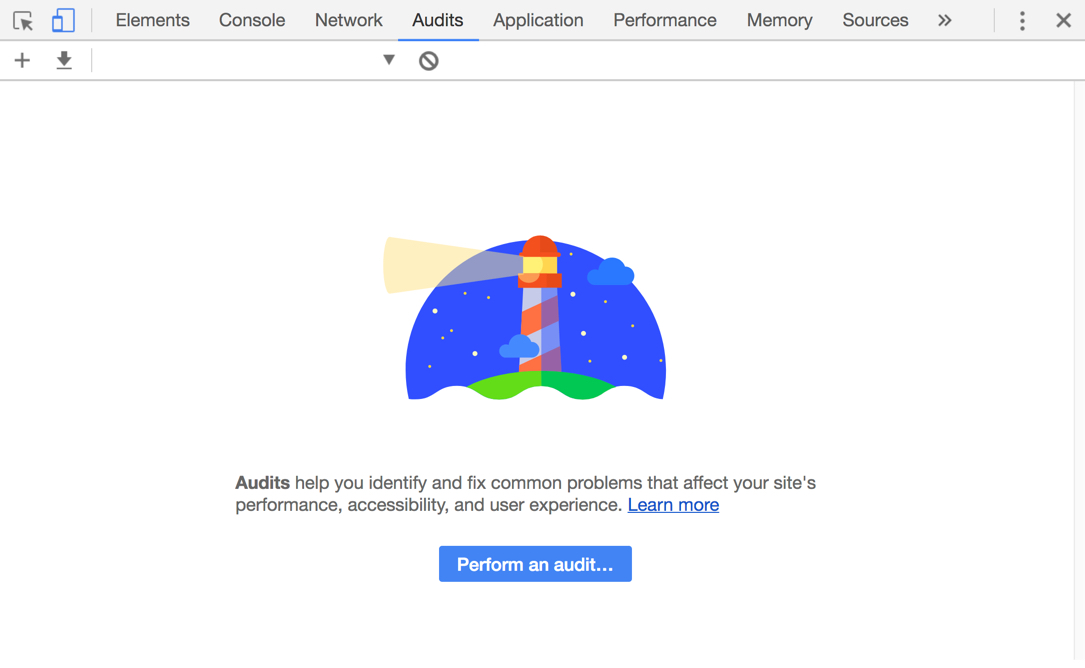 Elements Console Network Audits Application Performance Memory Sources »
Audits help you identify and fix common problems that affect your site's
performance, accessibility, and user experience. Learn more
Perform an audit...